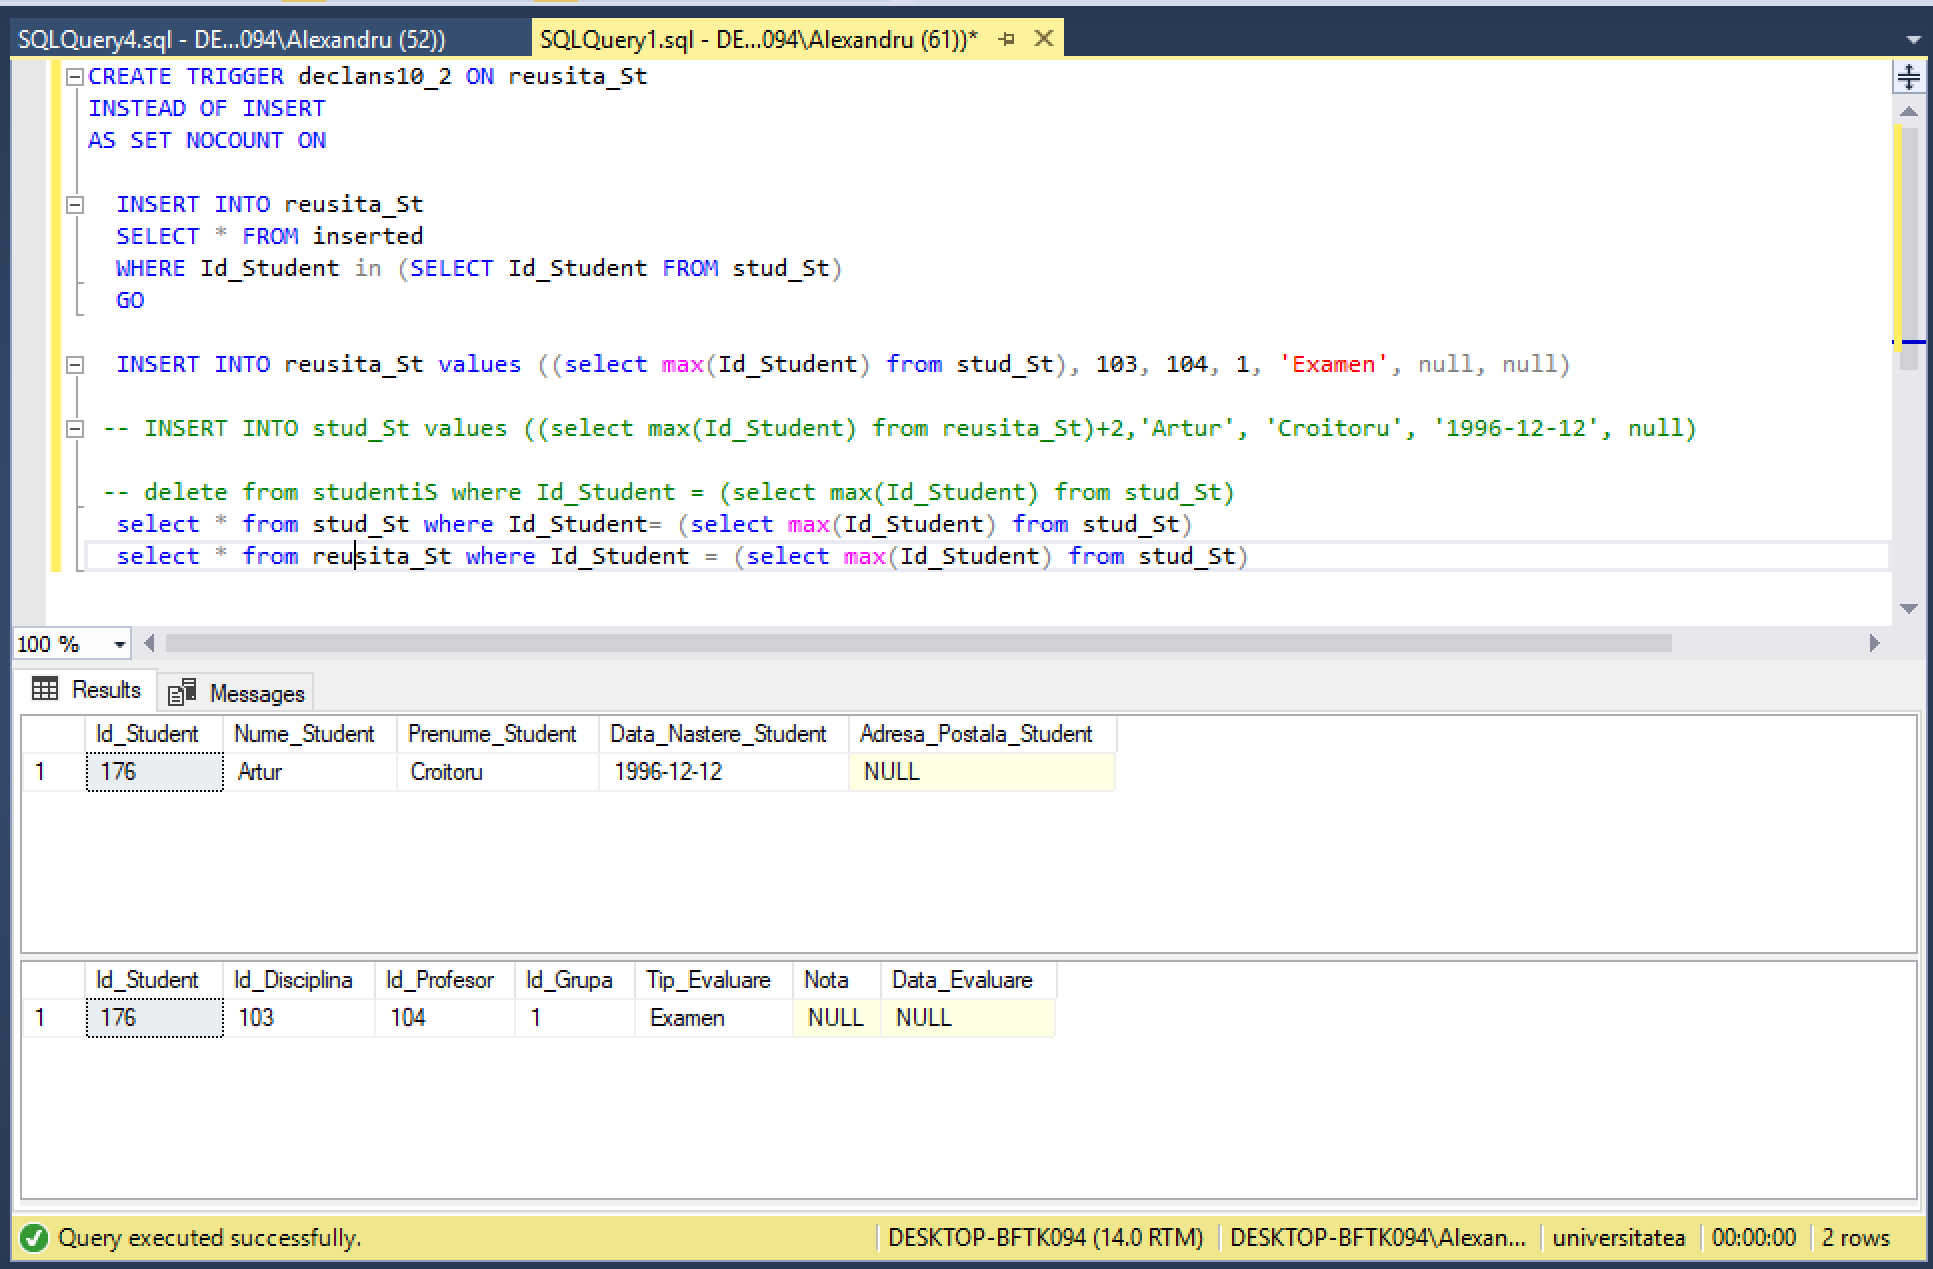 SQLQuery4.sql - DE...094\Alexandru (52))
SQLQuery1.sql - DE...094\Alexandru (61))*
CREATE TRIGGER declans10_2 ON reusita_St
INSTEAD OF INSERT
AS SET NOCOUNT ON
INSERT INTO reusita_St
SELECT * FROM inserted
WHERE Id_Student in (SELECT Id_Student FROM stud_St)
GO
INSERT INTO reusita_St values ((select max(Id_Student) from stud_St), 103, 104, 1, 'Examen', null, null)
-- INSERT INTO stud_St values ((select max(Id_Student) from reusita_St)+2,'Artur', 'Croitoru', '1996-12-12', null)
-- delete from studentiS where Id_Student = (select max(Id_Student) from stud_St)
select * from stud_St where Id_Student= (select max(Id_Student) from stud_St)
select * from reusita_St where Id_Student = (select max(Id_Student) from stud_St)
100 %
Results Messages
Id_Student Nume_Student Prenume_Student Data_Nastere_Student Adresa_Postala_Student
1 176 Artur Croitoru 1996-12-12 NULL
Id_Student Id_Disciplina Id_Profesor Id_Grupa Tip_Evaluare Nota Data_Evaluare
1 176 103 104 1 Examen NULL NULL
Query executed successfully. DESKTOP-BFTK094 (14.0 RTM) DESKTOP-BFTK094\Alexan... universitatea 00:00:00 2 rows